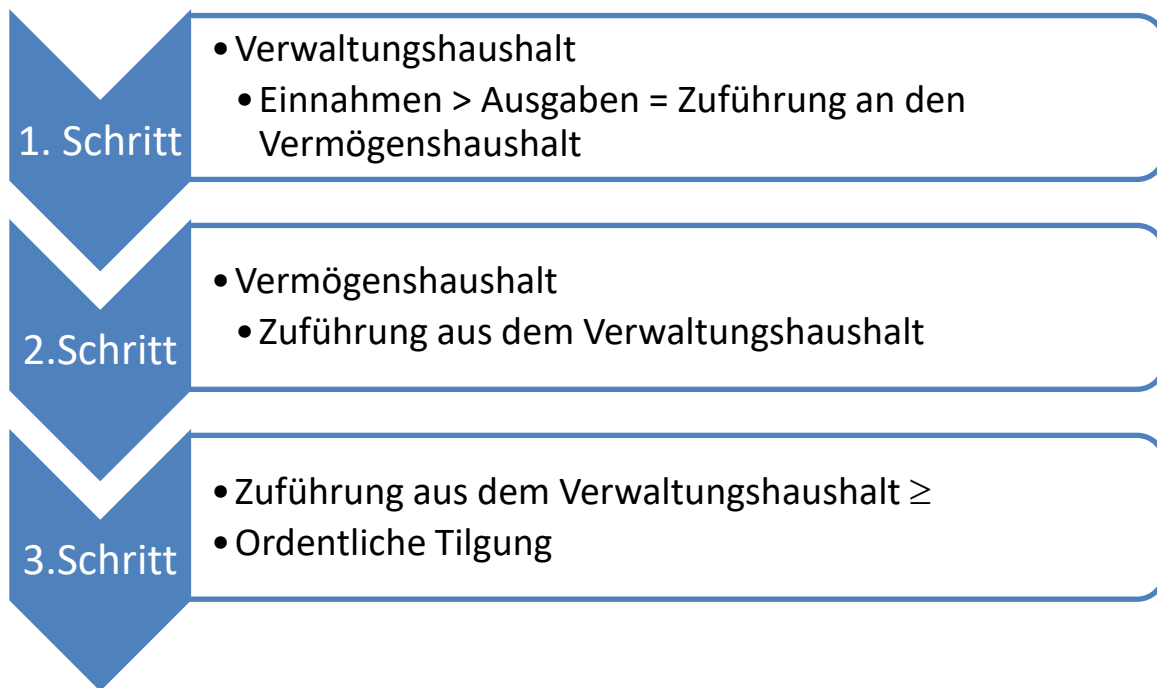 1. Schritt
• Verwaltungshaushalt
• Einnahmen > Ausgaben = Zuführung an den
Vermögenshaushalt
2.Schritt
• Vermögenshaushalt
• Zuführung aus dem Verwaltungshaushalt
3.Schritt
• Zuführung aus dem Verwaltungshaushalt ≥
• Ordentliche Tilgung